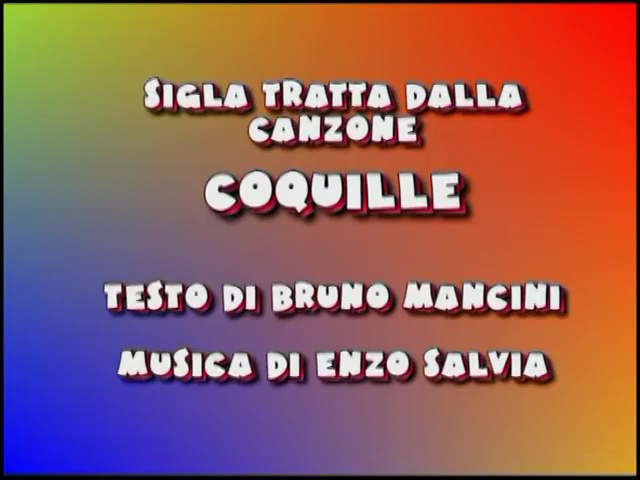 SIGLA TRATTA DALLA
CANZONE
COQUILLE
TESTO DI BRUNO MANCINI
MUSICA DI ENZO SALVIA